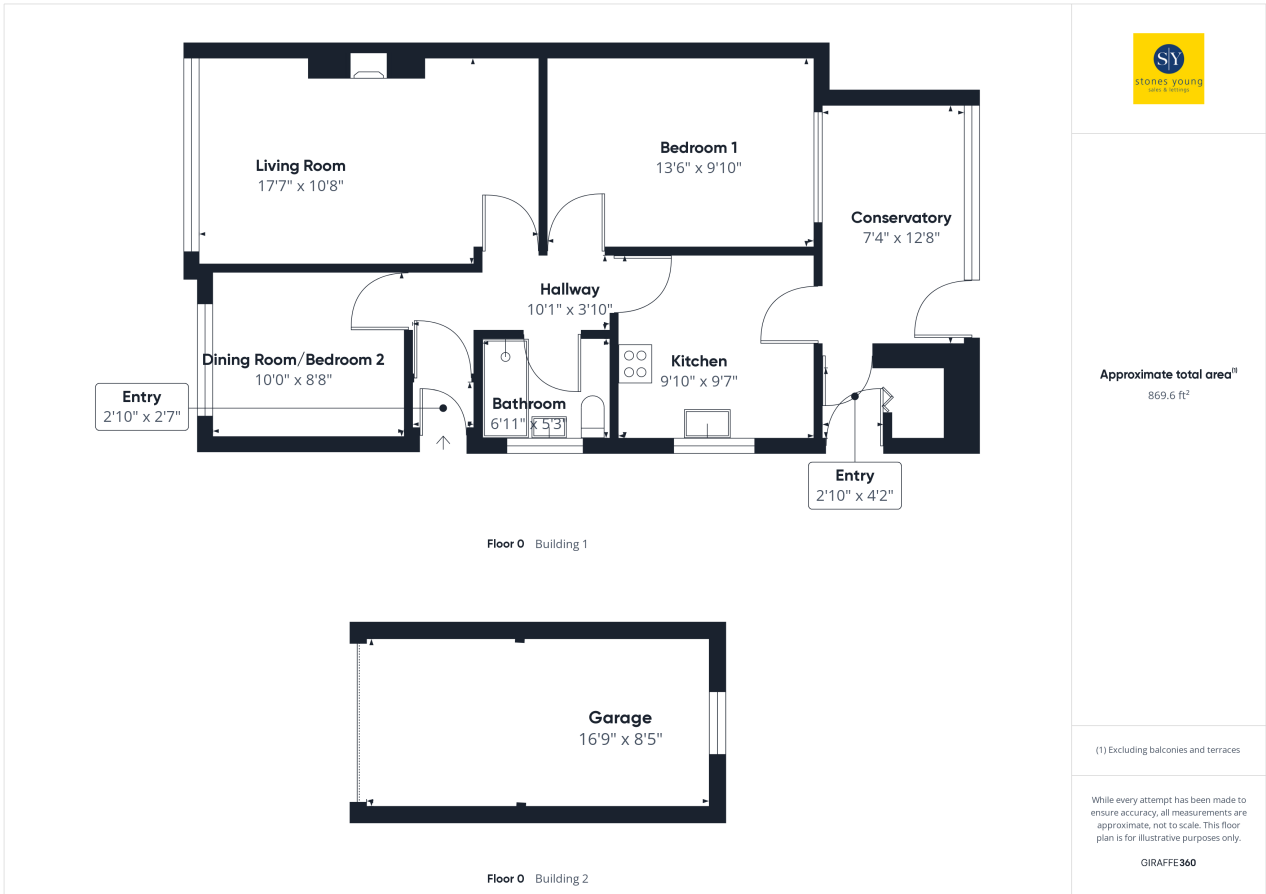 Living Room
17'7" x 10'8"
Bedroom 1
13'6" x 9'10"
Conservatory
7'4" x 12'8"
Hallway
10'1" x 3'10"
Dining Room/Bedroom 2
10'0" x 8'8"
Kitchen
9'10" x 9'7"
Entry
2'10" x 2'7"
Bathroom
6'11" x 5'3"
Entry
2'10" x 4'2"
Floor 0 Building 1
Garage
16'9" x 8'5"
Floor 0 Building 2
S|Y
stones young
sales & lettings
Approximate total area(1)
869.6 ft²
(1) Excluding balconies and terraces
While every attempt has been made to
ensure accuracy, all measurements are
approximate, not to scale. This floor
plan is for illustrative purposes only.
GIRAFFE360